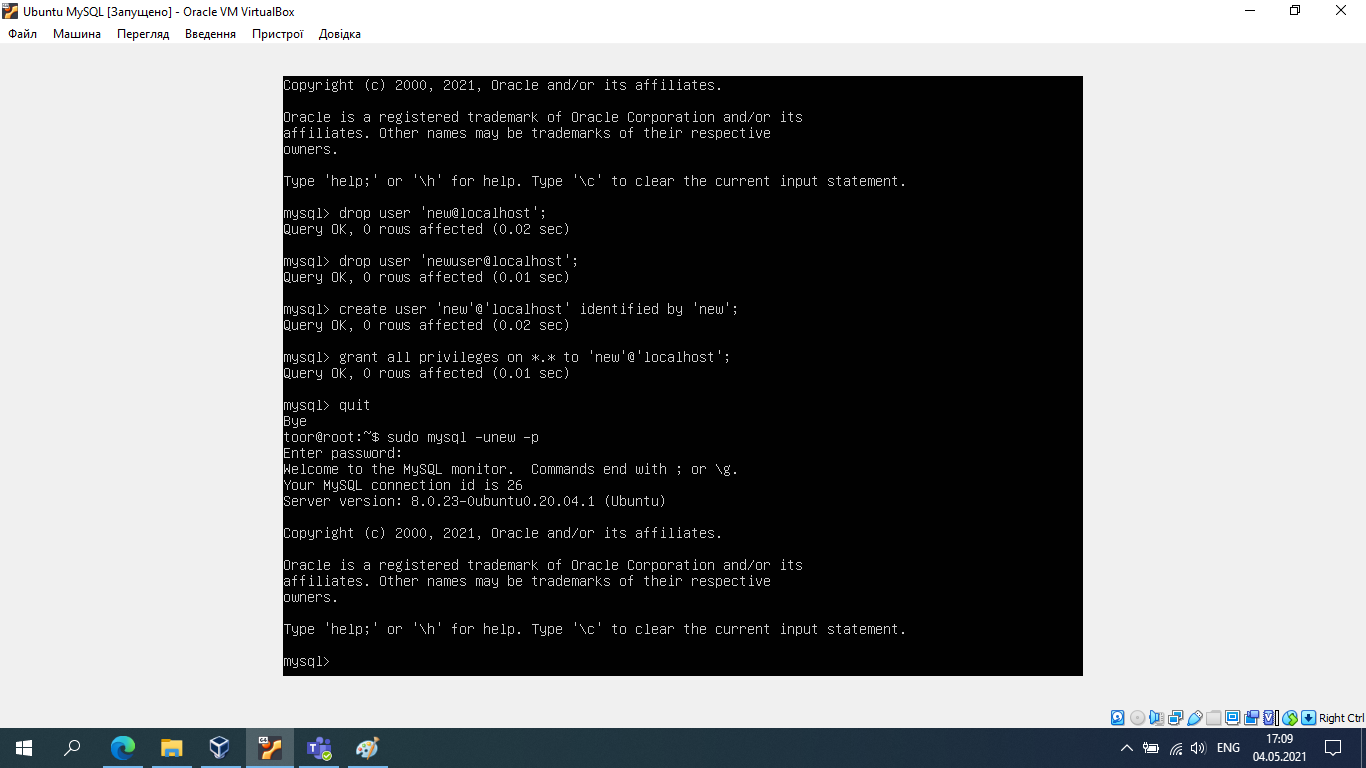 Ubuntu MySQL [Запущено] - Oracle VM VirtualBox
Файл Машина Перегляд Введення Пристрої Довідка
Copyright (c) 2000, 2021, Oracle and/or its affiliates.
Oracle is a registered trademark of Oracle Corporation and/or its
affiliates. Other names may be trademarks of their respective
owners.
Type 'help;' or '\h' for help. Type '\c' to clear the current input statement.
mysql> drop user 'new@localhost';
Query OK, 0 rows affected (0.02 sec)
mysql> drop user 'newuser@localhost';
Query OK, 0 rows affected (0.01 sec)
mysql> create user 'new'@'localhost' identified by 'new';
Query OK, 0 rows affected (0.02 sec)
mysql> grant all privileges on *.* to 'new'@'localhost';
Query OK, 0 rows affected (0.01 sec)
mysql> quit
Bye
toor@root:~$ sudo mysql -unew -p
Enter password:
Welcome to the MySQL monitor.  Commands end with ; or \g.
Your MySQL connection id is 26
Server version: 8.0.23-0ubuntu0.20.04.1 (Ubuntu)
Copyright (c) 2000, 2021, Oracle and/or its affiliates.
Oracle is a registered trademark of Oracle Corporation and/or its
affiliates. Other names may be trademarks of their respective
owners.
Type 'help;' or '\h' for help. Type '\c' to clear the current input statement.
mysql>
Right Ctrl
64
ENG
17:09
04.05.2021